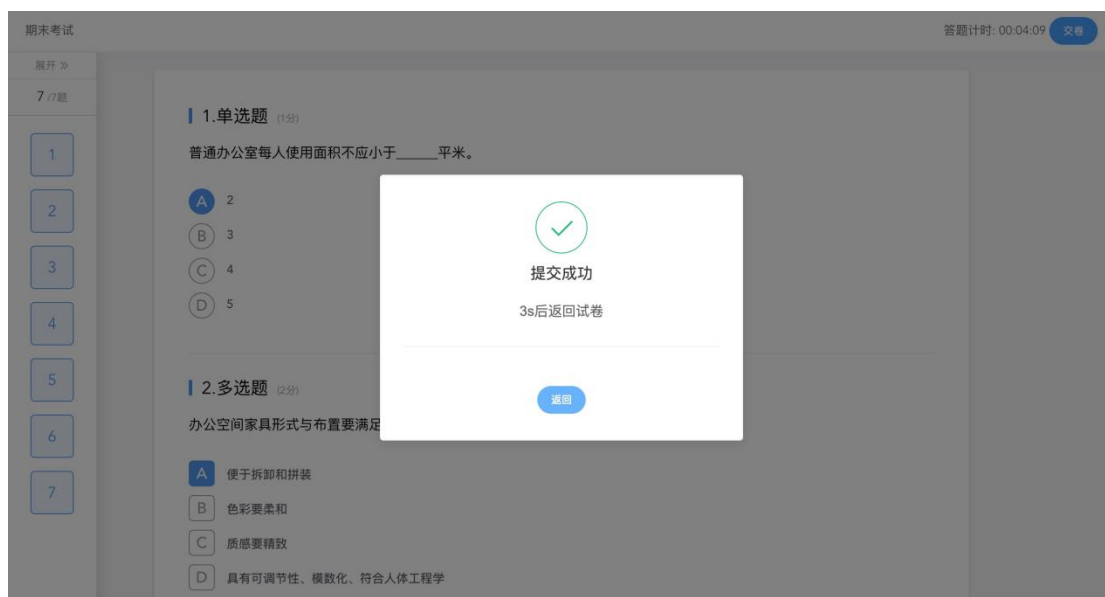 期末考试
答题计时: 00:04:09
交卷
展开 »
7 /7题
1
2
3
4
5
6
7
1.单选题 (1分)
普通办公室每人使用面积不应小于_____平米。
A 2
B 3
C 4
D 5
2.多选题 (2分)
办公空间家具形式与布置要满足
A 便于拆卸和拼装
B 色彩要柔和
C 质感要精致
D 具有可调节性、模数化、符合人体工程学
提交成功
3s后返回试卷
返回